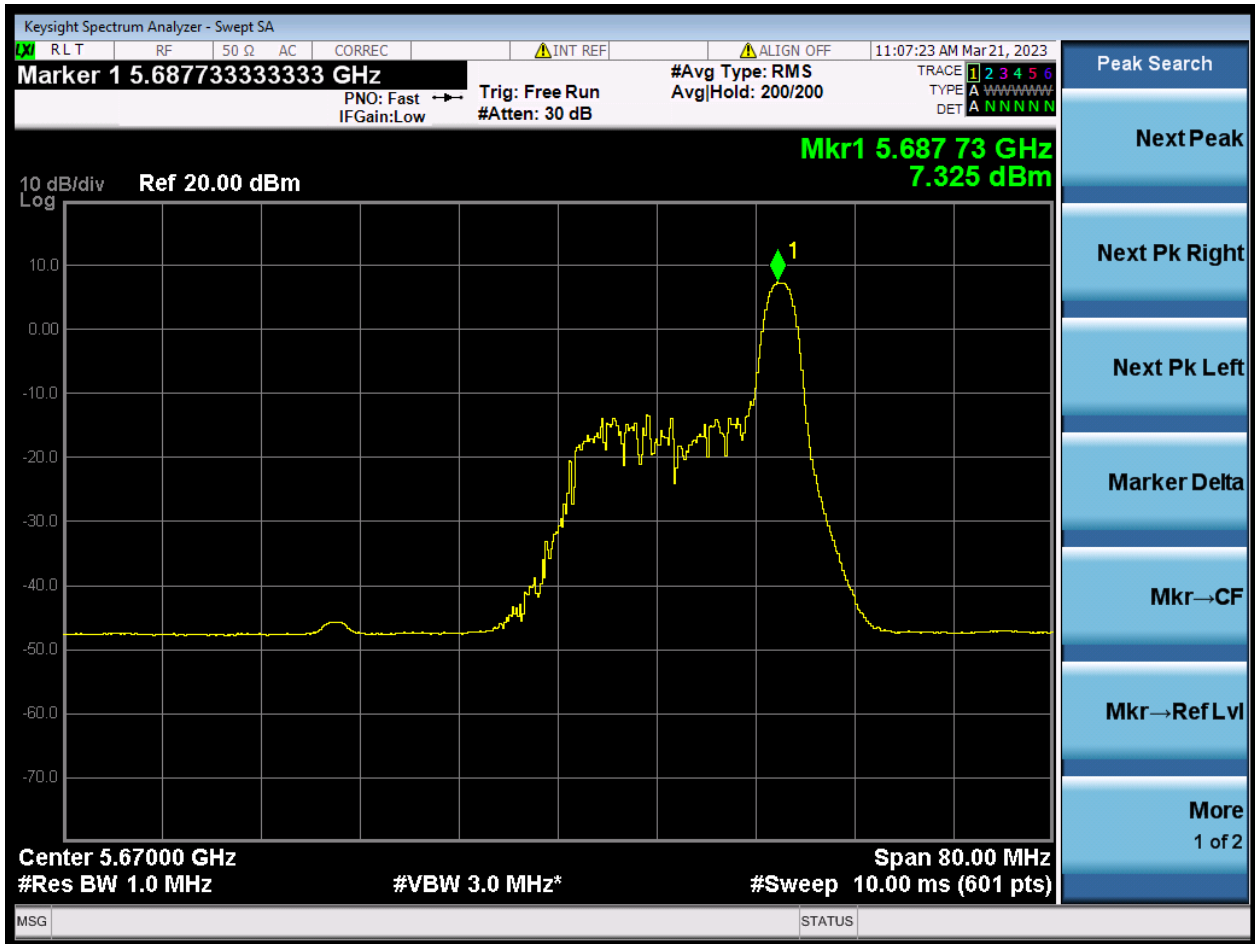 Keysight Spectrum Analyzer - Swept SA
LXI RLT RF 50 Ω AC CORREC INT REF ALIGN OFF 11:07:23 AM Mar 21, 2023
Marker 1 5.687733333333 GHz
PNO: Fast
IFGain:Low
Trig: Free Run
#Atten: 30 dB
#Avg Type: RMS
Avg|Hold: 200/200
TRACE 1 2 3 4 5 6
TYPE A WWWWW
DET A N N N N N
Mkr1 5.687 73 GHz
7.325 dBm
10 dB/div Ref 20.00 dBm
Log
1
10.0
0.00
-10.0
-20.0
-30.0
-40.0
-50.0
-60.0
-70.0
Center 5.67000 GHz Span 80.00 MHz
#Res BW 1.0 MHz #VBW 3.0 MHz* #Sweep 10.00 ms (601 pts)
MSG STATUS
Peak Search
Next Peak
Next Pk Right
Next Pk Left
Marker Delta
Mkr→CF
Mkr→Ref Lvl
More
1 of 2